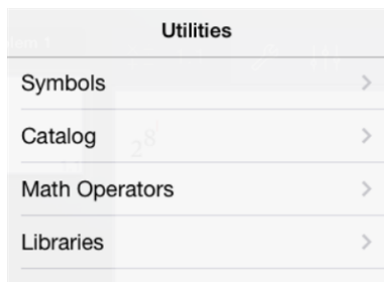 Utilities
Symbols
Catalog
Math Operators
Libraries